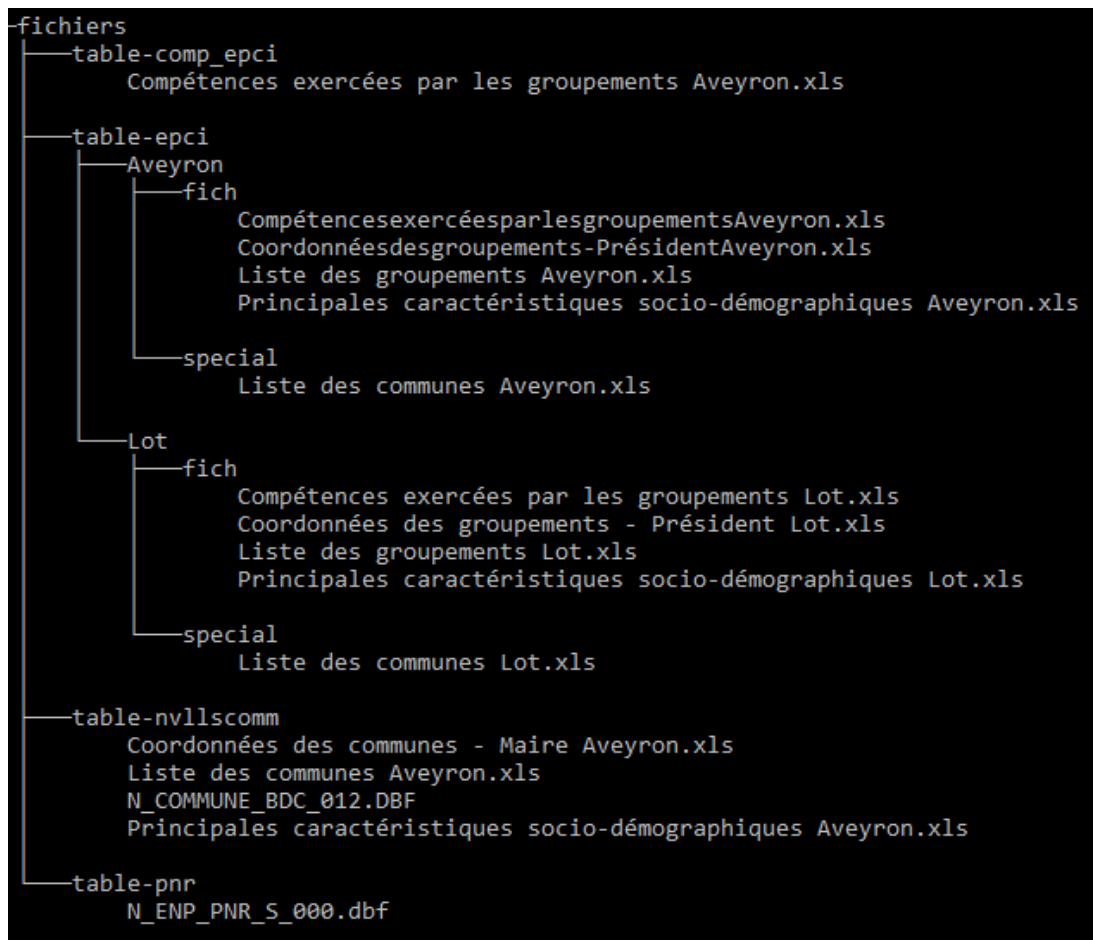 fichiers
table-comp_epci
Compétences exercées par les groupements Aveyron.xls
table-epci
Aveyron
fich
CompétencesexercéesparlesgroupementsAveyron.xls
Coordonnéesdesgroupements-PrésidentAveyron.xls
Liste des groupements Aveyron.xls
Principales caractéristiques socio-démographiques Aveyron.xls
special
Liste des communes Aveyron.xls
Lot
fich
Compétences exercées par les groupements Lot.xls
Coordonnées des groupements - Président Lot.xls
Liste des groupements Lot.xls
Principales caractéristiques socio-démographiques Lot.xls
special
Liste des communes Lot.xls
table-nvllscomm
Coordonnées des communes - Maire Aveyron.xls
Liste des communes Aveyron.xls
N_COMMUNE_BDC_012.DBF
Principales caractéristiques socio-démographiques Aveyron.xls
table-pnr
N_ENP_PNR_S_000.dbf